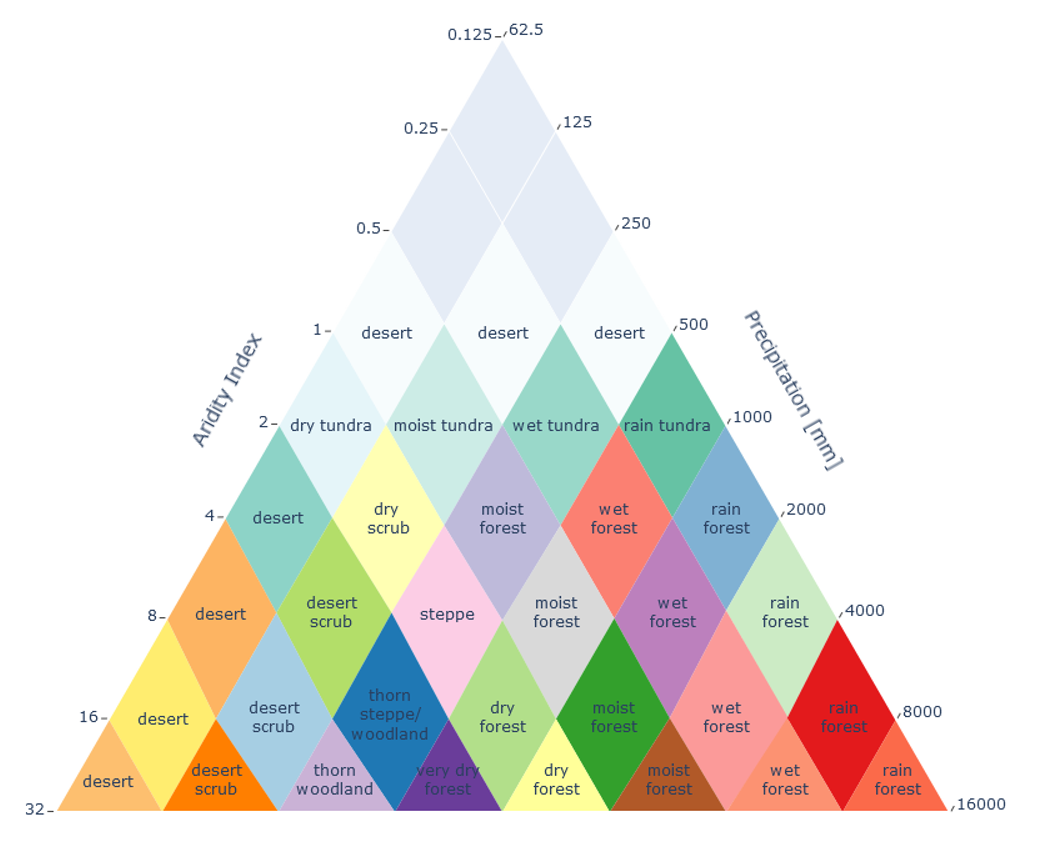 0.125
62.5
0.25
125
0.5
250
1
desert
desert
desert
500
Aridity Index
Precipitation [mm]
2
dry tundra
moist tundra
wet tundra
rain tundra
1000
4
desert
dry
scrub
moist
forest
wet
forest
rain
forest
2000
8
desert
desert
scrub
steppe
moist
forest
wet
forest
rain
forest
4000
16
desert
desert
scrub
thorn
steppe/
woodland
dry
forest
moist
forest
wet
forest
rain
forest
8000
desert
desert
scrub
thorn
woodland
very dry
forest
dry
forest
moist
forest
wet
forest
rain
forest
32
16000